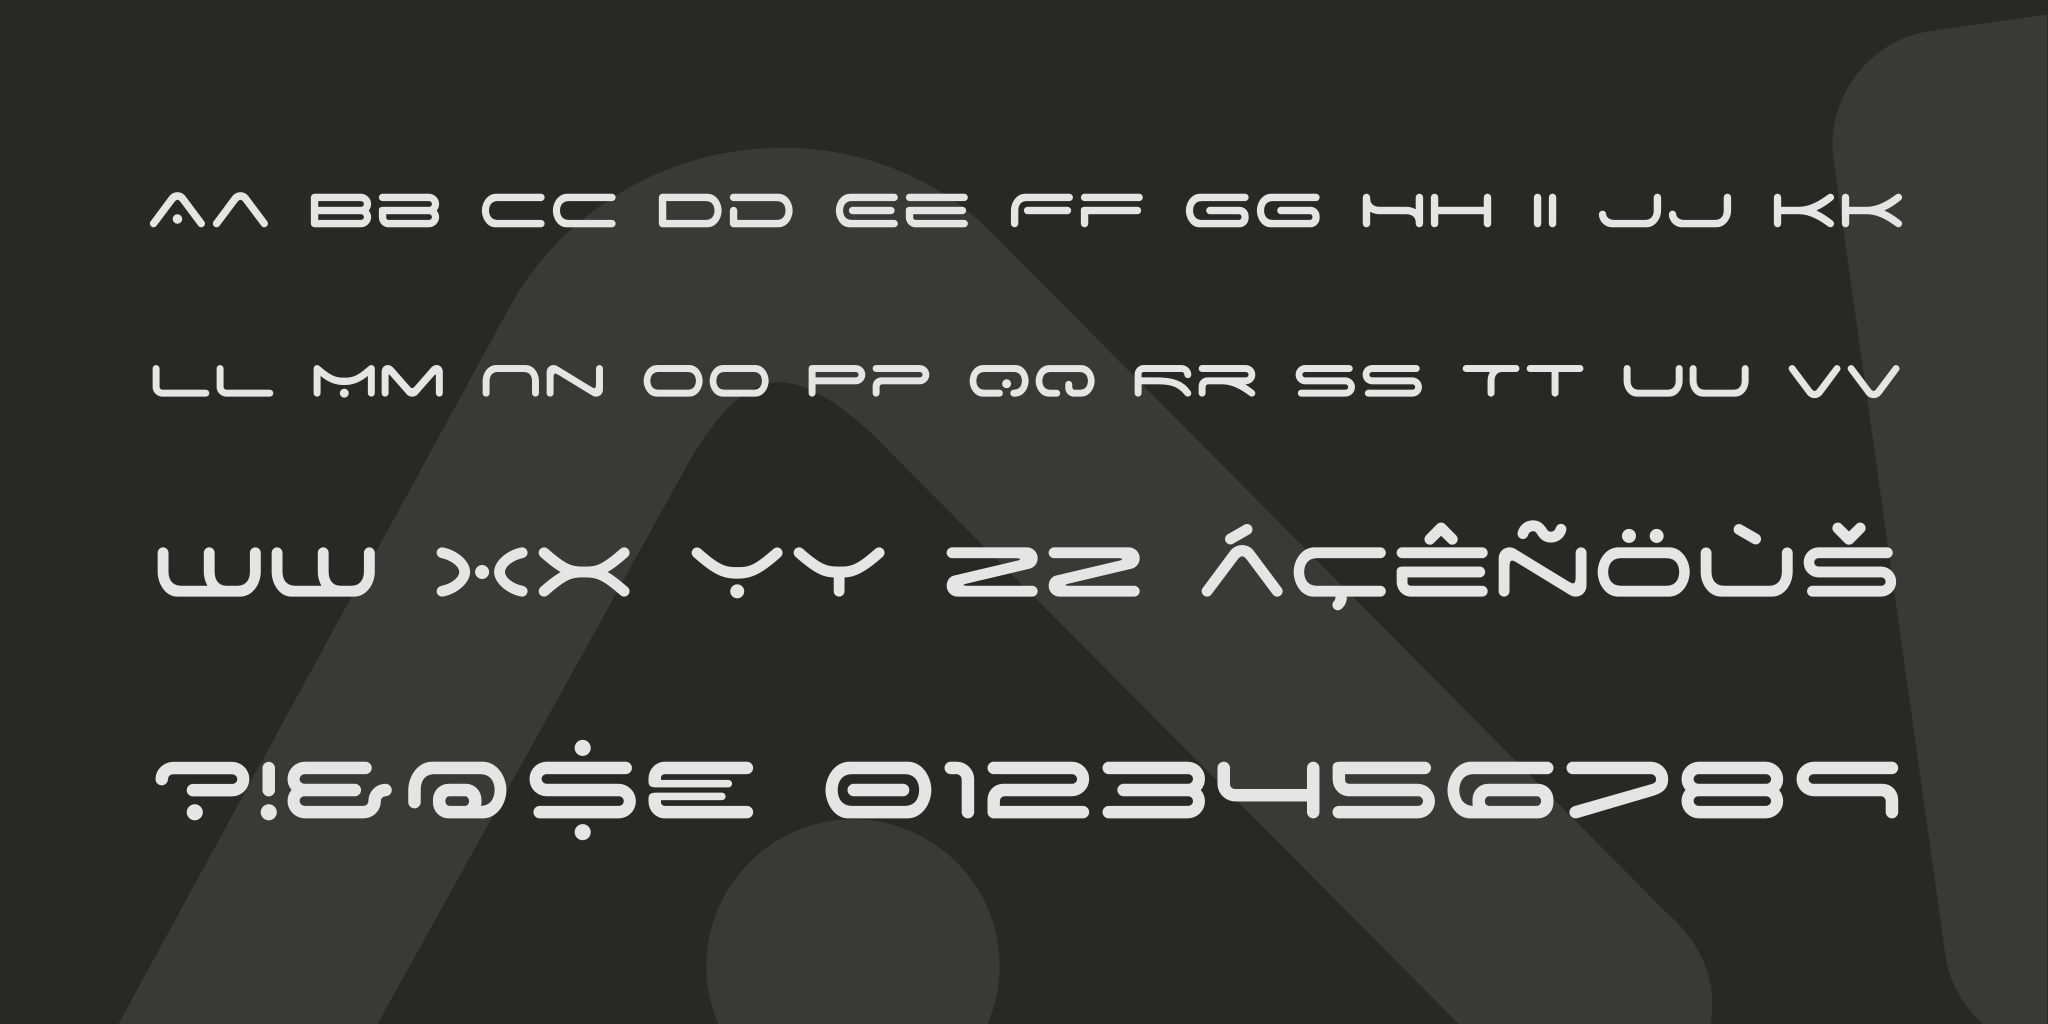 AA BB CC DD EE FF GG HH II JJ KK
LL MM NN OO PP QQ RR SS TT UU VV
WW XX YY ZZ ÁÇÊÑÖÙŠ
?!&@$€ 0123456789